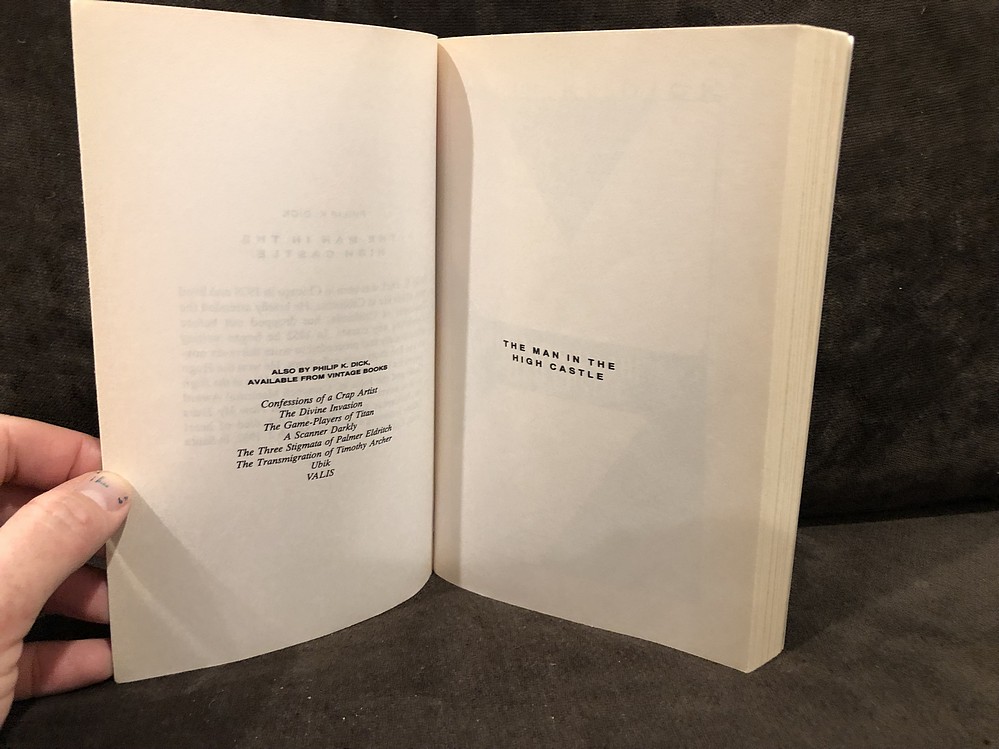 ALSO BY PHILIP K. DICK,
AVAILABLE FROM VINTAGE BOOKS
Confessions of a Crap Artist
The Divine Invasion
The Game-Players of Titan
A Scanner Darkly
The Three Stigmata of Palmer Eldritch
The Transmigration of Timothy Archer
Ubik
VALIS
THE MAN IN THE
HIGH CASTLE